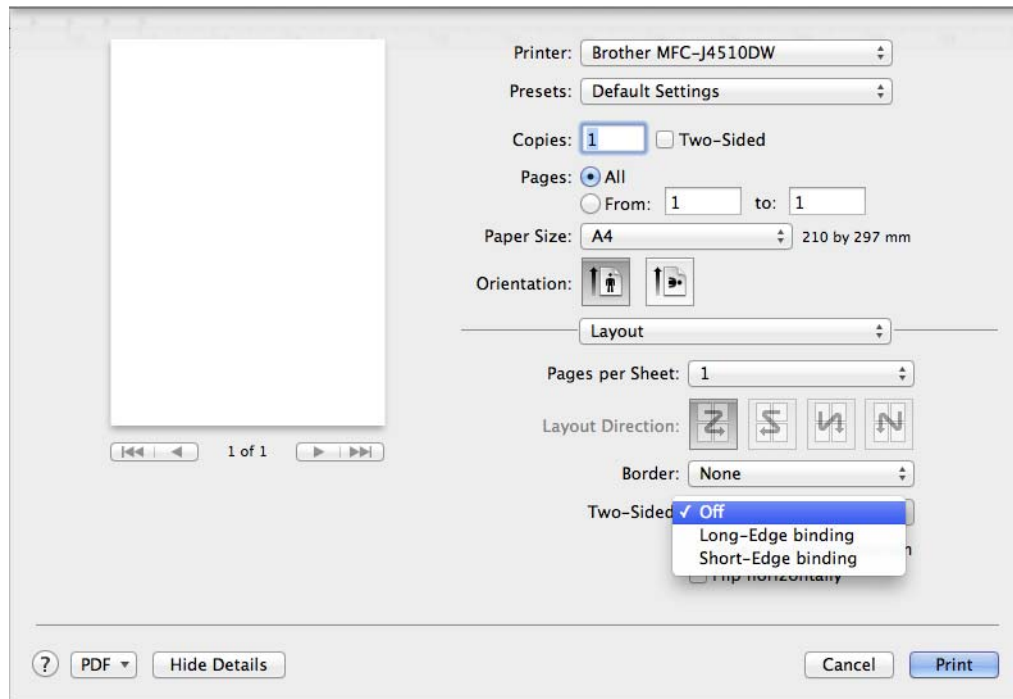 Printer: Brother MFC-J4510DW
Presets: Default Settings
Copies: 1 Two-Sided
Pages: All
From: 1 to: 1
Paper Size: A4 210 by 297 mm
Orientation:
Layout
Pages per Sheet: 1
Layout Direction:
1 of 1
Border: None
Two-Sided ✓ Off
Long-Edge binding
Short-Edge binding
Flip horizontally
? PDF Hide Details Cancel Print